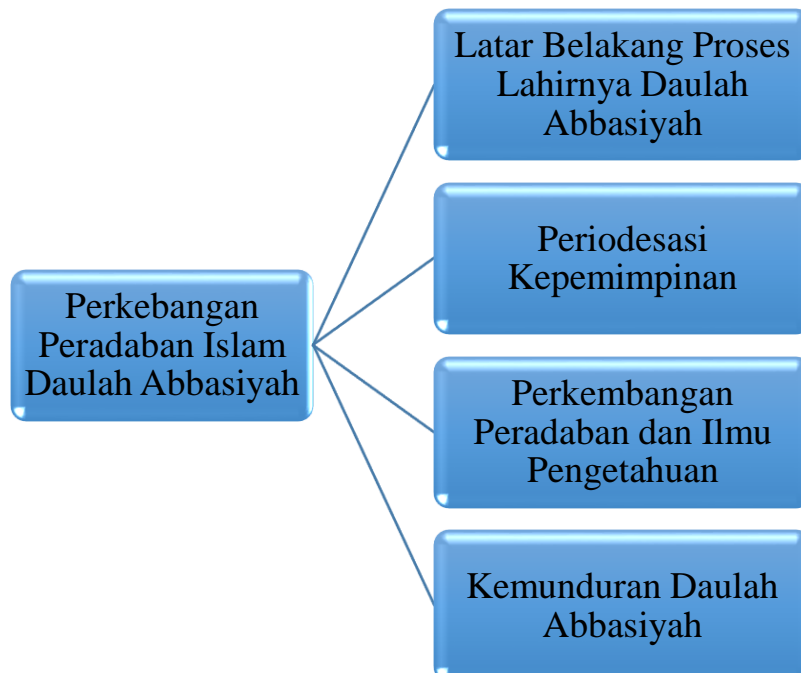 Latar Belakang Proses
Lahirnya Daulah
Abbasiyah
Periodesasi
Kepemimpinan
Perkebangan
Peradaban Islam
Daulah Abbasiyah
Perkembangan
Peradaban dan Ilmu
Pengetahuan
Kemunduran Daulah
Abbasiyah